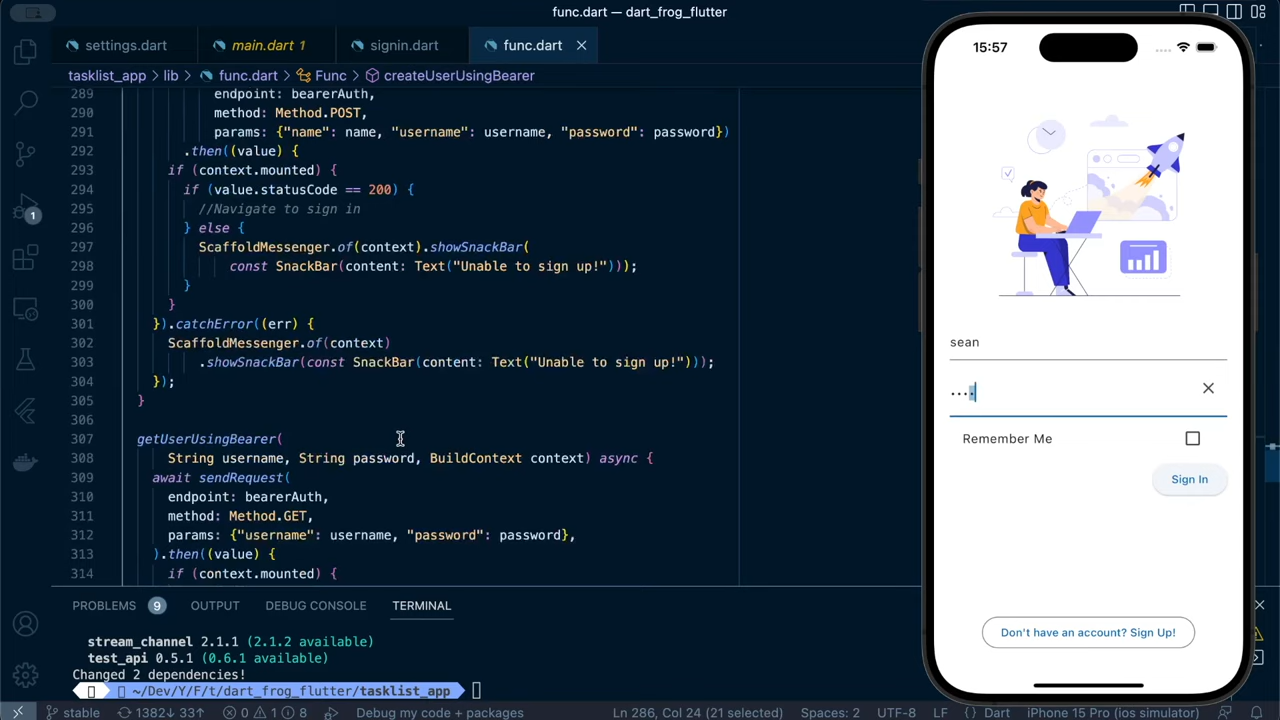 func.dart — dart_frog_flutter
settings.dart
main.dart 1
signin.dart
func.dart
tasklist_app > lib > func.dart > Func > createUserUsingBearer
289 endpoint: bearerAuth,
290 method: Method.POST,
291 params: {"name": name, "username": username, "password": password})
292 .then((value) {
293 if (context.mounted) {
294 if (value.statusCode == 200) {
295 //Navigate to sign in
296 } else {
297 ScaffoldMessenger.of(context).showSnackBar(
298 const SnackBar(content: Text("Unable to sign up!")));
299 }
300 }
301 }).catchError((err) {
302 ScaffoldMessenger.of(context)
303 .showSnackBar(const SnackBar(content: Text("Unable to sign up!")));
304 });
305 }
306
307 getUserUsingBearer(
308 String username, String password, BuildContext context) async {
309 await sendRequest(
310 endpoint: bearerAuth,
311 method: Method.GET,
312 params: {"username": username, "password": password},
313 ).then((value) {
314 if (context.mounted) {
1
PROBLEMS 9 OUTPUT DEBUG CONSOLE TERMINAL
stream_channel 2.1.1 (2.1.2 available)
test_api 0.5.1 (0.6.1 available)
Changed 2 dependencies!
~/Dev/Y/F/t/dart_frog_flutter/tasklist_app
stable 1382↓ 33↑ 0 1 8 Debug my code + packages Ln 286, Col 24 (21 selected) Spaces: 2 UTF-8 LF {} Dart iPhone 15 Pro (ios simulator)
15:57
sean
Remember Me
Sign In
Don't have an account? Sign Up!